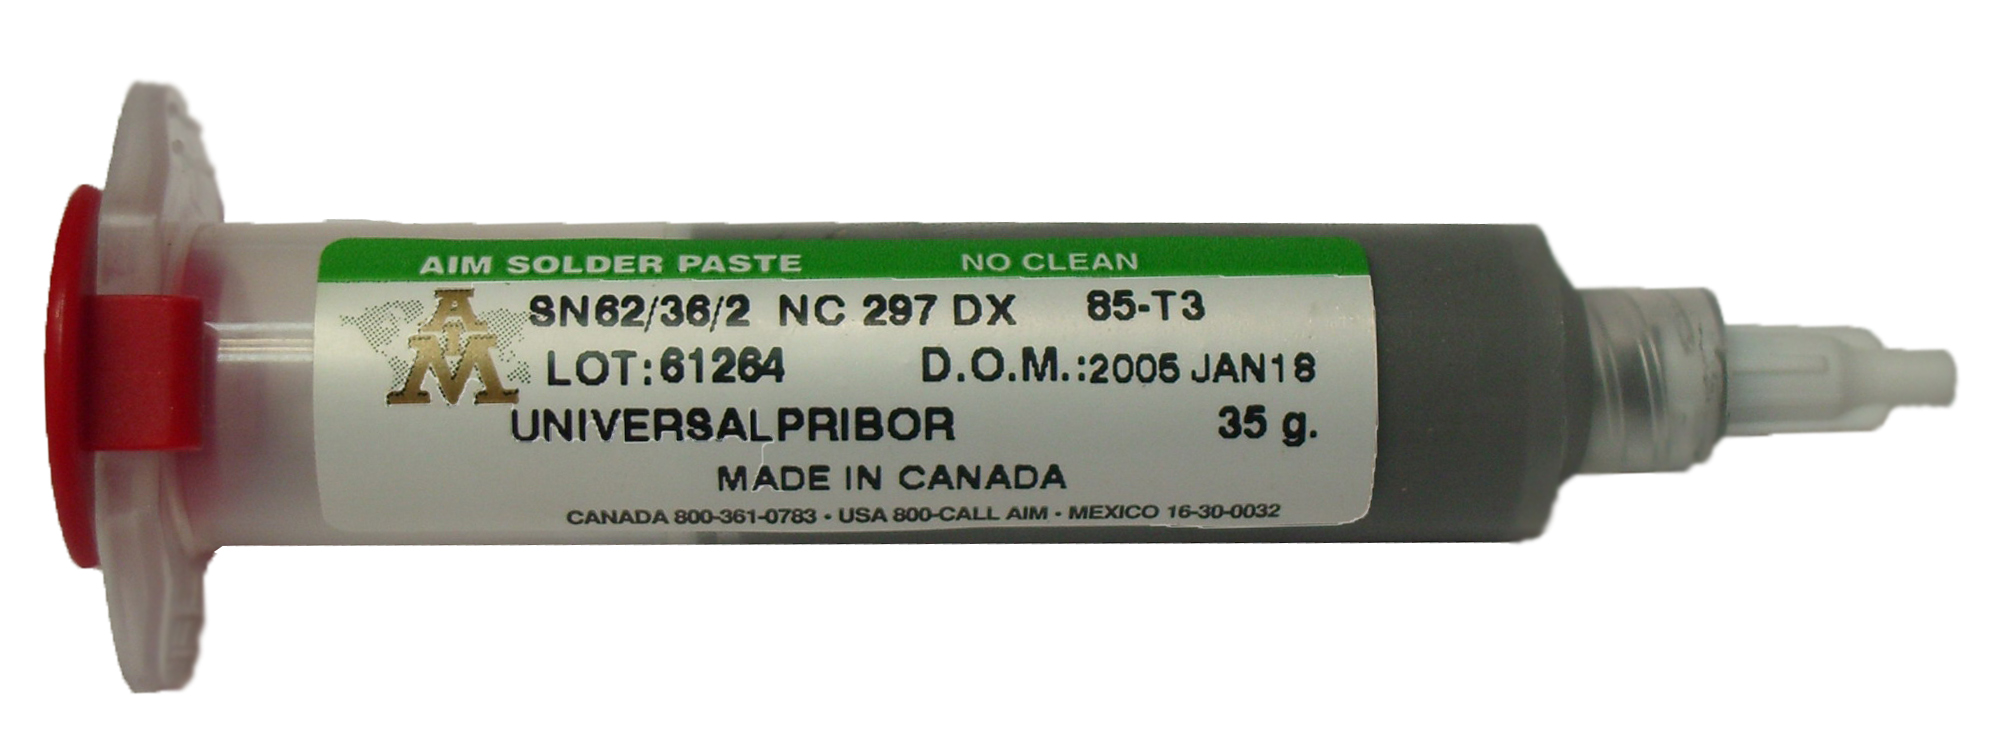 AIM SOLDER PASTE NO CLEAN
AIM
SN62/36/2 NC 297 DX 85-T3
LOT:61264 D.O.M.:2005 JAN18
UNIVERSALPRIBOR 35 g.
MADE IN CANADA
CANADA 800-361-0783 • USA 800-CALL AIM • MEXICO 16-30-0032